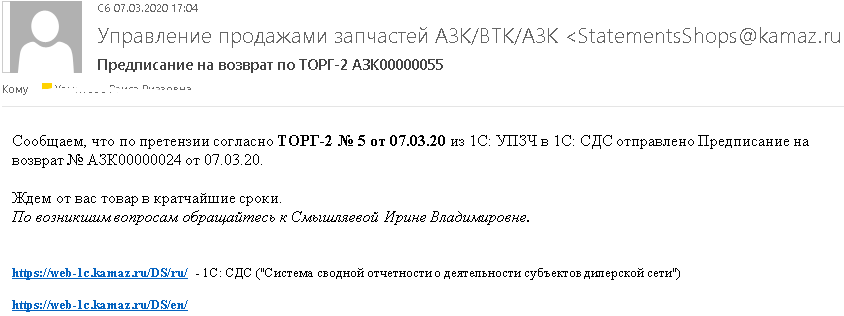 Сб 07.03.2020 17:04
Управление продажами запчастей АЗК/ВТК/АЗК <StatementsShops@kamaz.ru
Предписание на возврат по ТОРГ-2 АЗК00000055
Кому
Сообщаем, что по претензии согласно ТОРГ-2 № 5 от 07.03.20 из 1С: УПЗЧ в 1С: СДС отправлено Предписание на
возврат № АЗК00000024 от 07.03.20.
Ждем от вас товар в кратчайшие сроки.
По возникшим вопросам обращайтесь к Смышляевой Ирине Владимировне.
https://web-1c.kamaz.ru/DS/ru/ - 1С: СДС ("Система сводной отчетности о деятельности субъектов дилерской сети")
https://web-1c.kamaz.ru/DS/en/